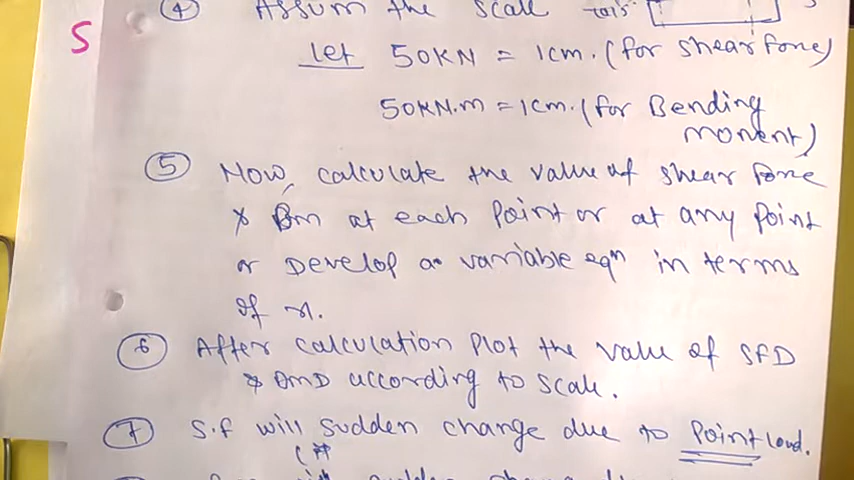 ④ Assum the scale
S
Let 50KN = 1cm. (for shear force)
50KN.m = 1cm. (for Bending
moment)
⑤ Now, calculate the value of shear force
& Bm at each point or at any point
or Develop a variable eqn in terms
of x.
⑥ After calculation plot the value of SFD
& BMD according to scale.
⑦ S.f will sudden change due to point load.